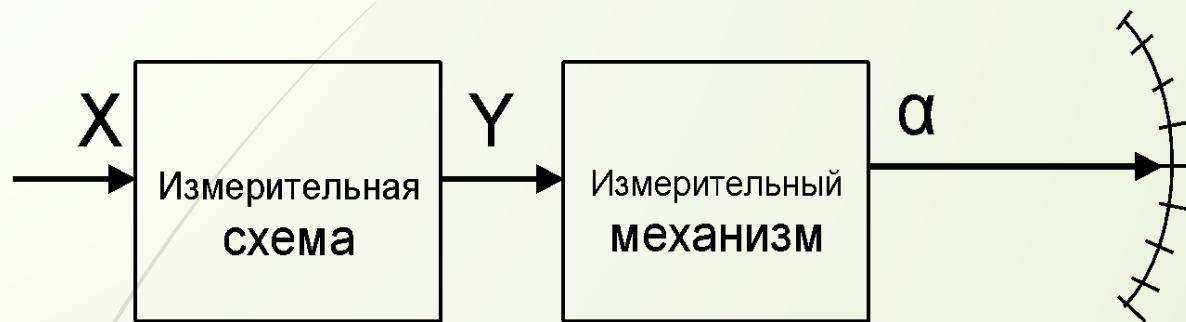 X
Измерительная
схема
Y
Измерительный
механизм
α